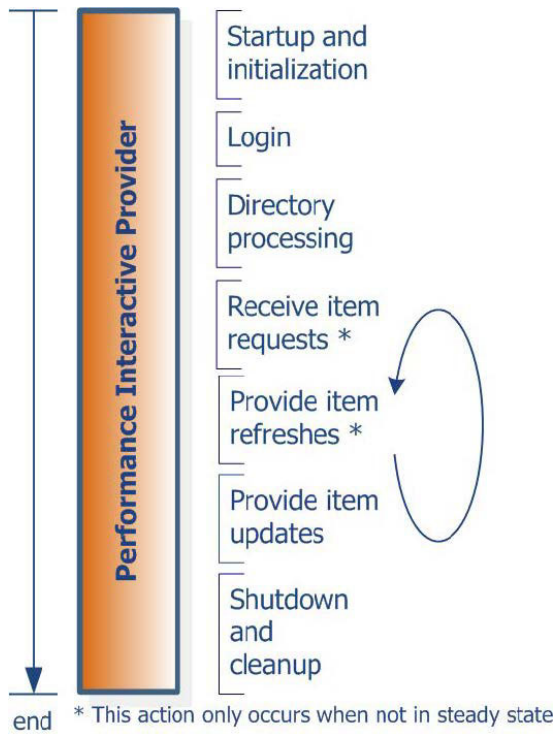 Startup and
initialization
Login
Directory
processing
Receive item
requests *
Provide item
refreshes *
Provide item
updates
Shutdown
and
cleanup
Performance Interactive Provider
end
* This action only occurs when not in steady state